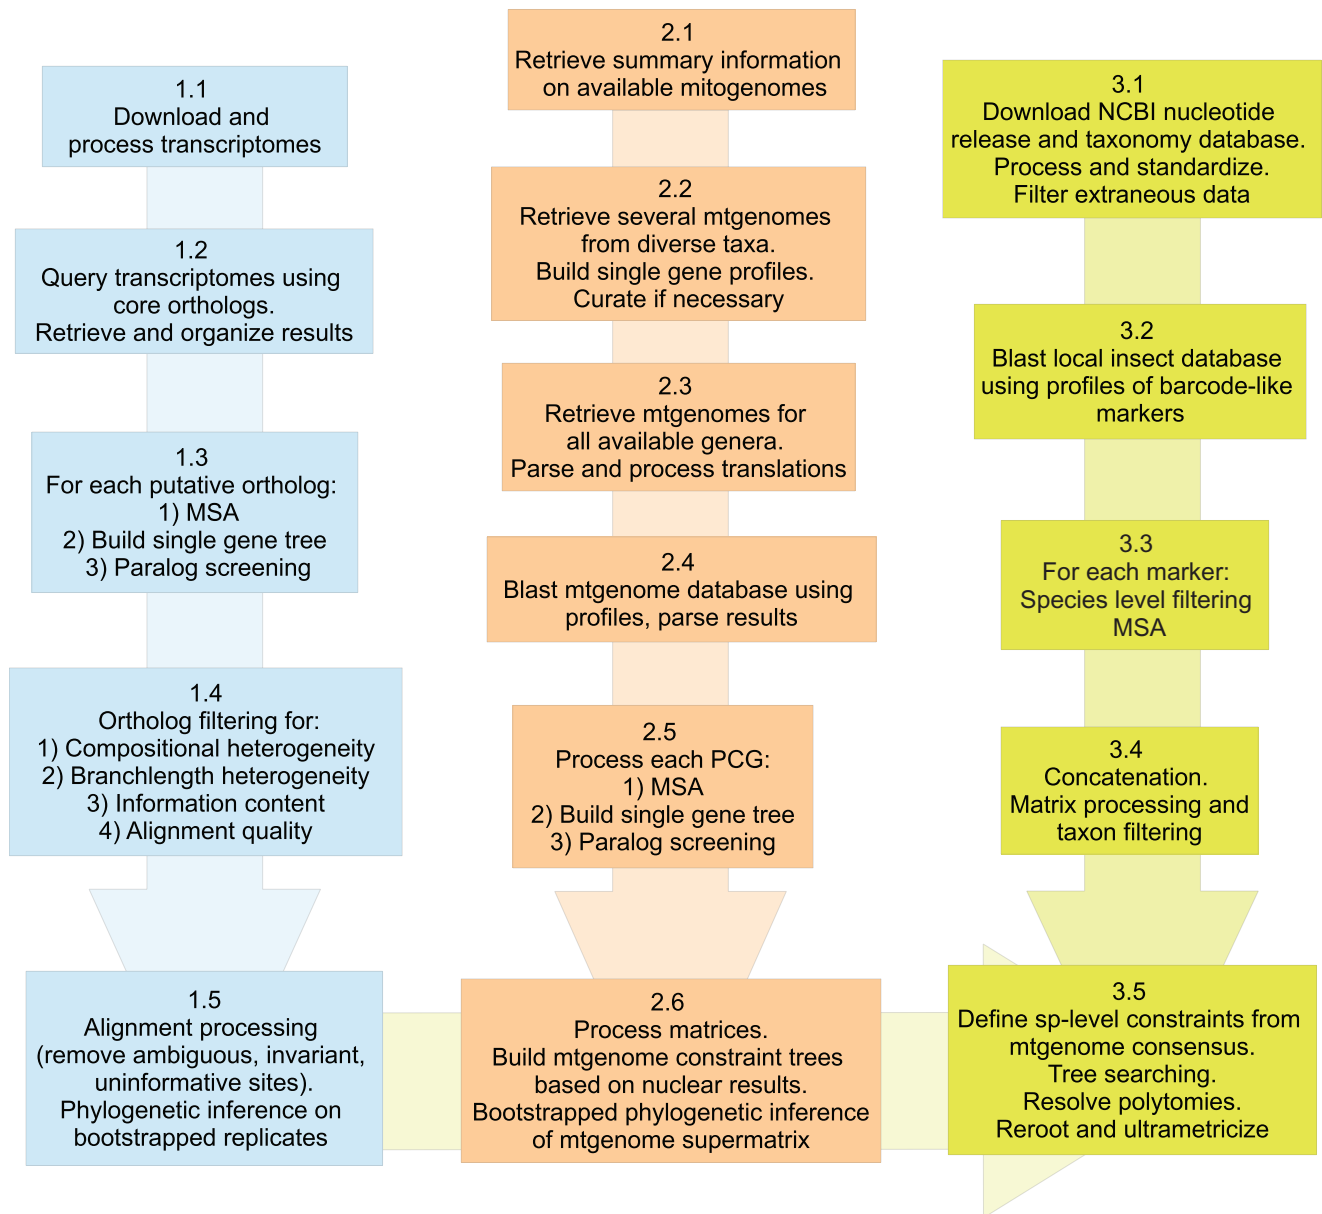 1.1
Download and
process transcriptomes
1.2
Query transcriptomes using
core orthologs.
Retrieve and organize results
1.3
For each putative ortholog:
1) MSA
2) Build single gene tree
3) Paralog screening
1.4
Ortholog filtering for:
1) Compositional heterogeneity
2) Branchlength heterogeneity
3) Information content
4) Alignment quality
1.5
Alignment processing
(remove ambiguous, invariant,
uninformative sites).
Phylogenetic inference on
bootstrapped replicates
2.1
Retrieve summary information
on available mitogenomes
2.2
Retrieve several mtgenomes
from diverse taxa.
Build single gene profiles.
Curate if necessary
2.3
Retrieve mtgenomes for
all available genera.
Parse and process translations
2.4
Blast mtgenome database using
profiles, parse results
2.5
Process each PCG:
1) MSA
2) Build single gene tree
3) Paralog screening
2.6
Process matrices.
Build mtgenome constraint trees
based on nuclear results.
Bootstrapped phylogenetic inference
of mtgenome supermatrix
3.1
Download NCBI nucleotide
release and taxonomy database.
Process and standardize.
Filter extraneous data
3.2
Blast local insect database
using profiles of barcode-like
markers
3.3
For each marker:
Species level filtering
MSA
3.4
Concatenation.
Matrix processing and
taxon filtering
3.5
Define sp-level constraints from
mtgenome consensus.
Tree searching.
Resolve polytomies.
Reroot and ultrametricize